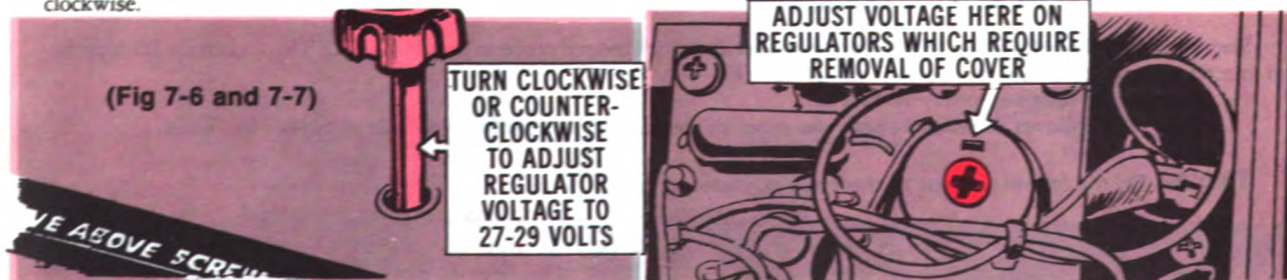 clockwise.
(Fig 7-6 and 7-7)
TURN CLOCKWISE
OR COUNTER-
CLOCKWISE
TO ADJUST
REGULATOR
VOLTAGE TO
27-29 VOLTS
ADJUST VOLTAGE HERE ON
REGULATORS WHICH REQUIRE
REMOVAL OF COVER
ABOVE